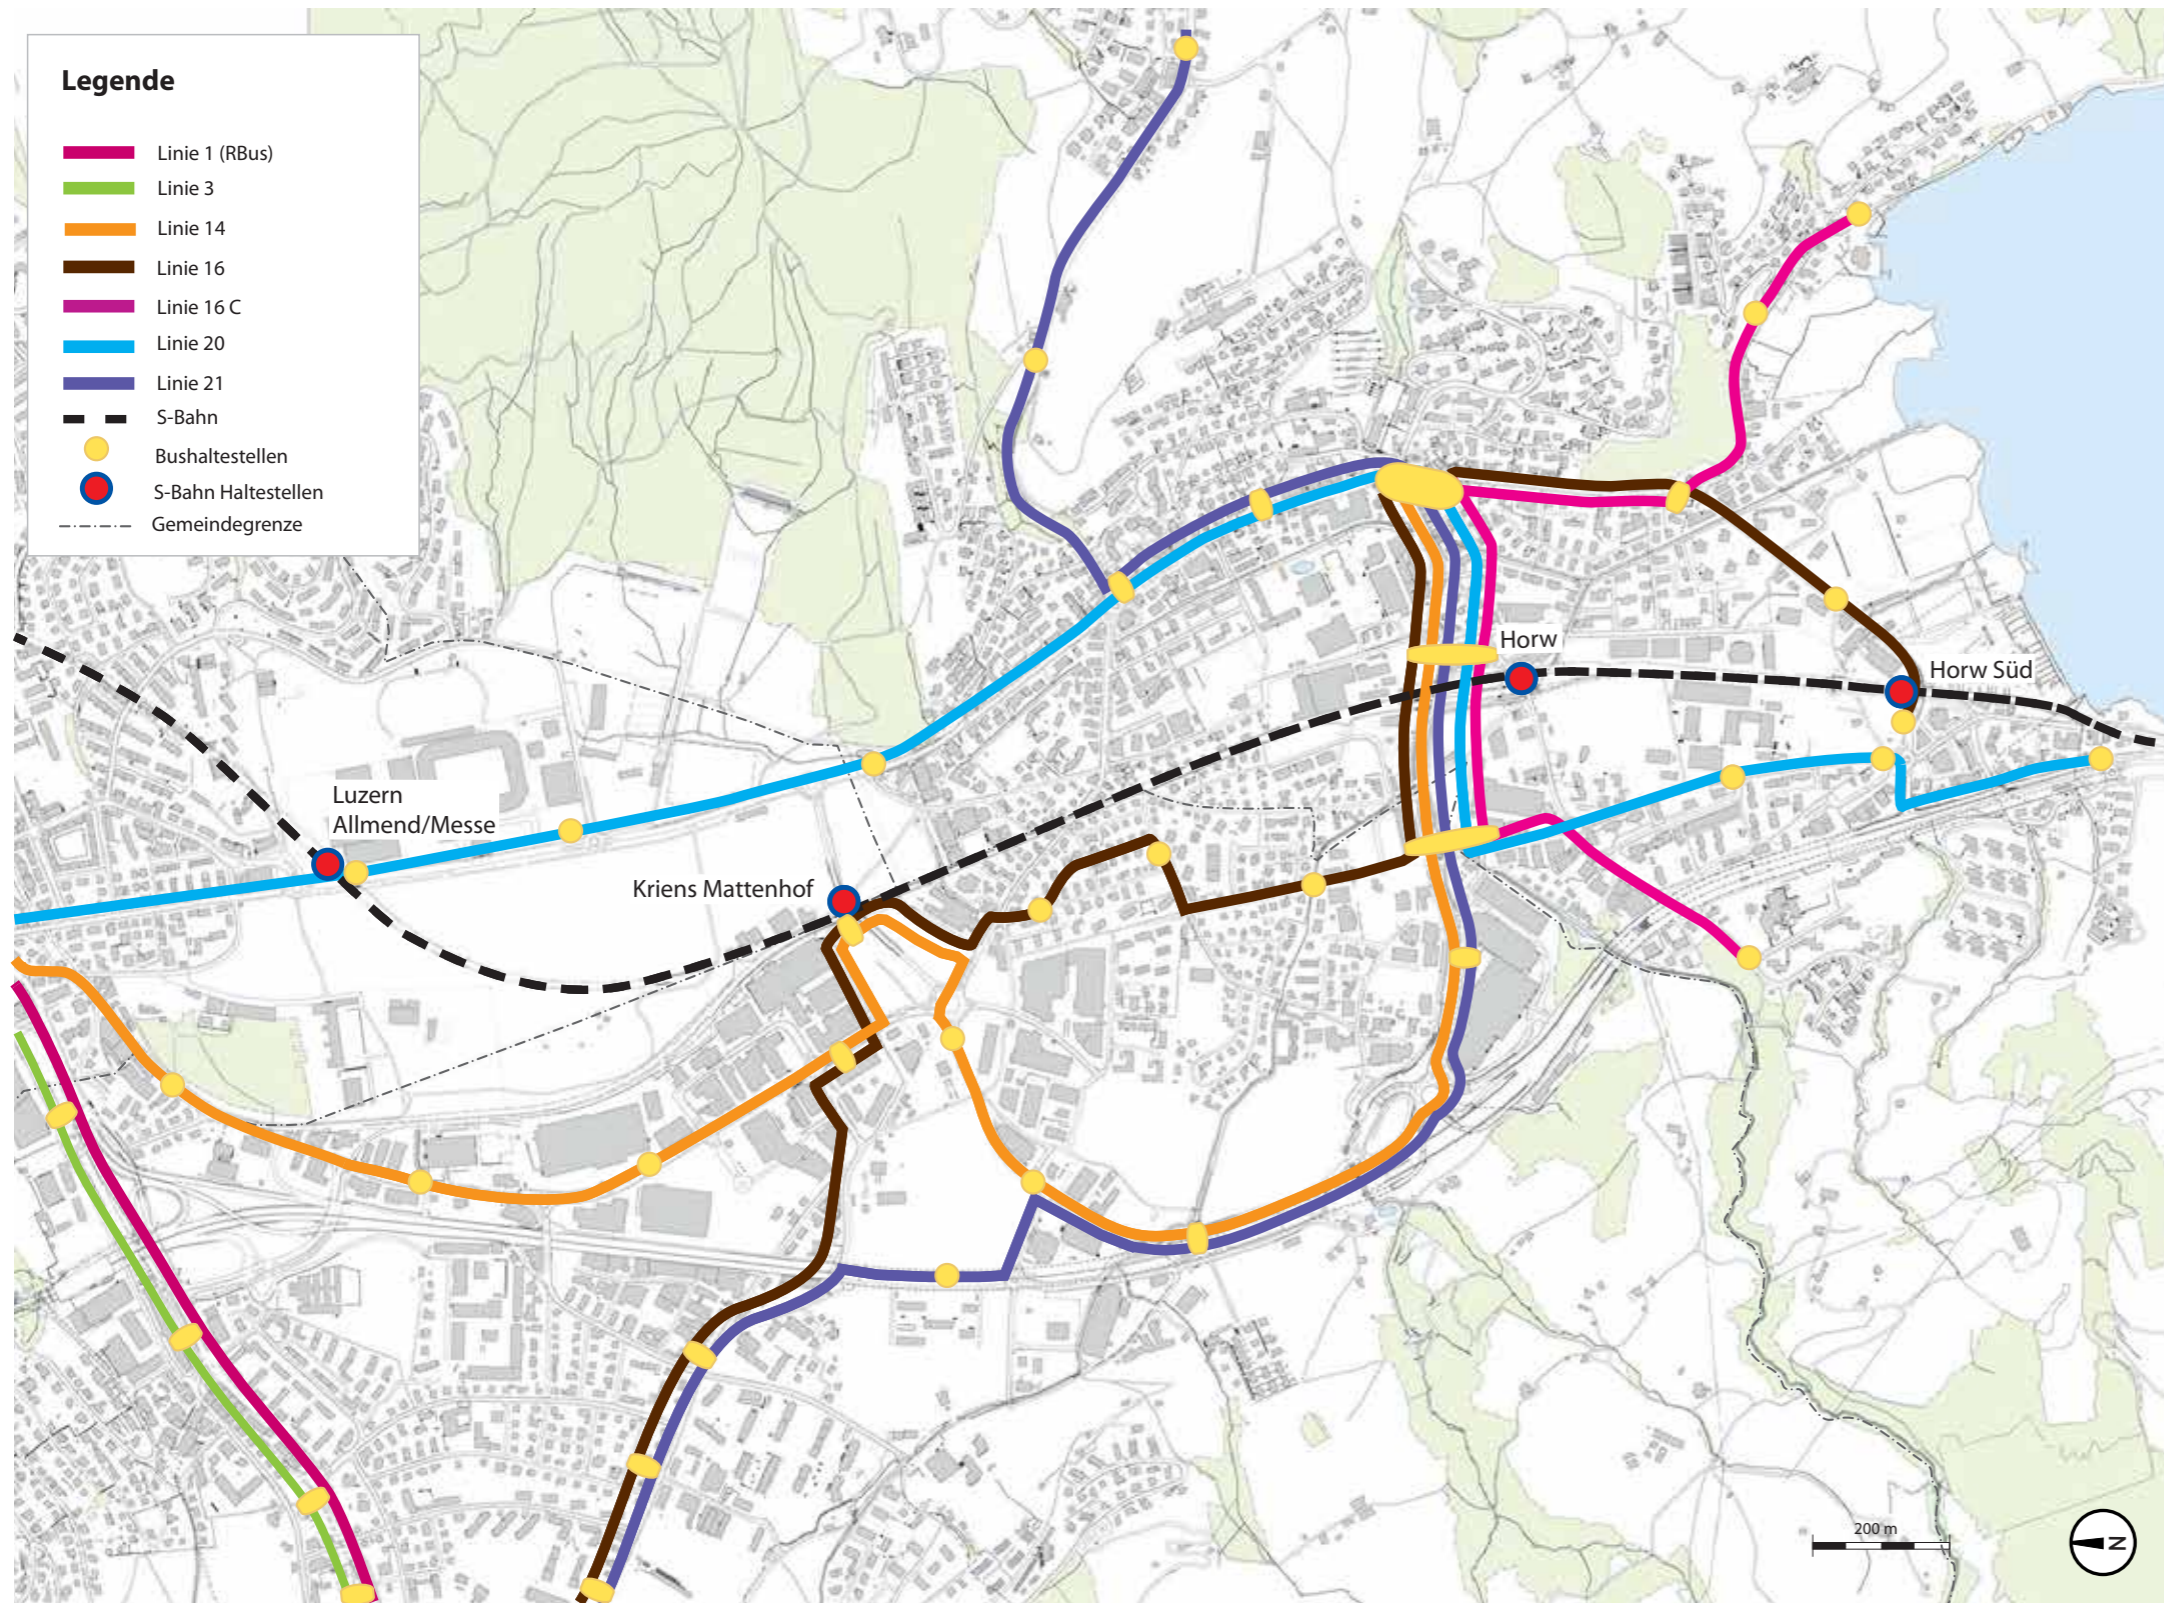 Legende
Linie 1 (RBus)
Linie 3
Linie 14
Linie 16
Linie 16 C
Linie 20
Linie 21
S-Bahn
Bushaltestellen
S-Bahn Haltestellen
Gemeindegrenze
Horw
Horw Süd
Luzern
Allmend/Messe
Kriens Mattenhof
200 m
N